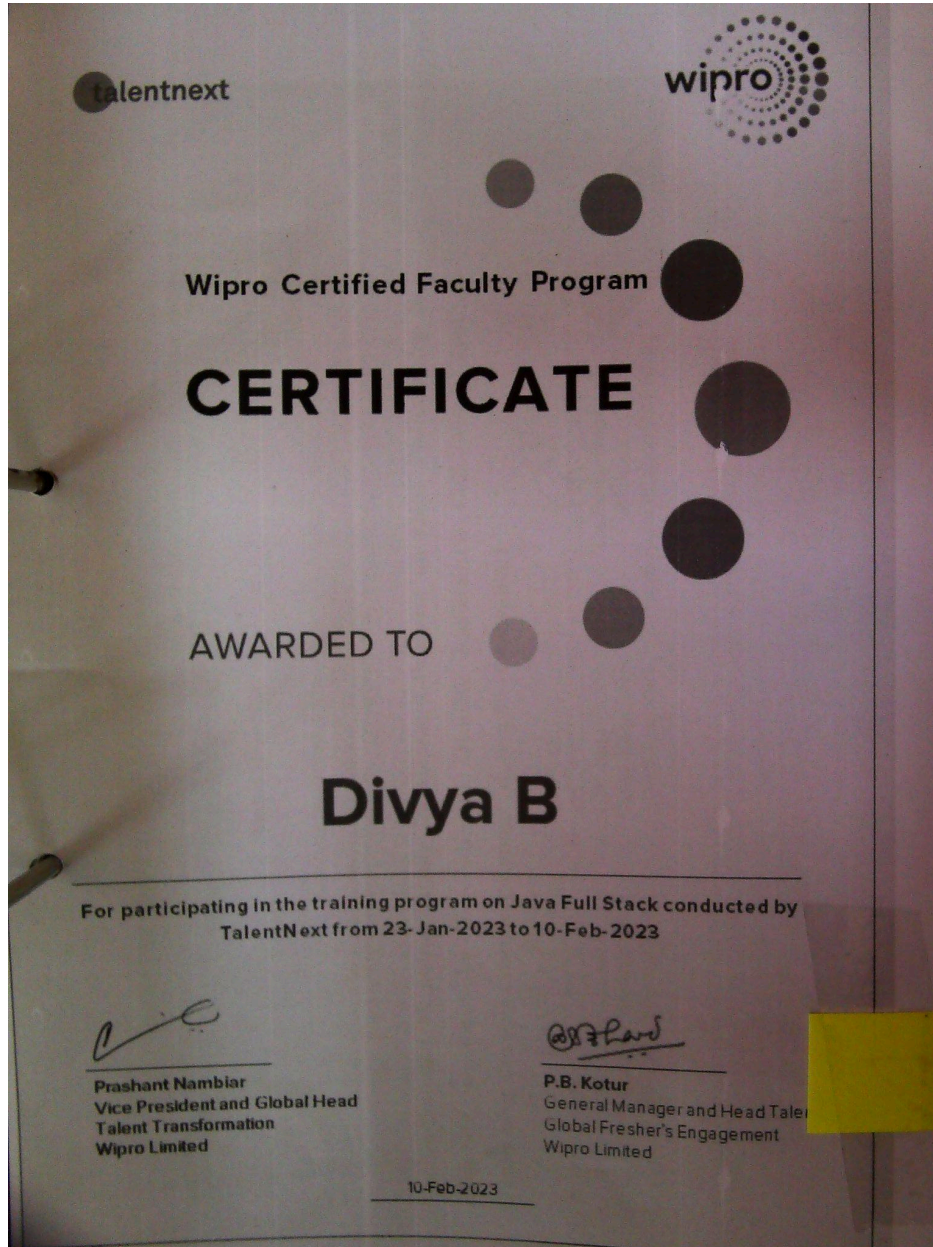 talentnext
wipro
Wipro Certified Faculty Program
CERTIFICATE
AWARDED TO
Divya B
For participating in the training program on Java Full Stack conducted by
TalentNext from 23-Jan-2023 to 10-Feb-2023
Prashant Nambiar
Vice President and Global Head
Talent Transformation
Wipro Limited
P.B. Kotur
General Manager and Head
Global Fresher's Engagement
Wipro Limited
10-Feb-2023